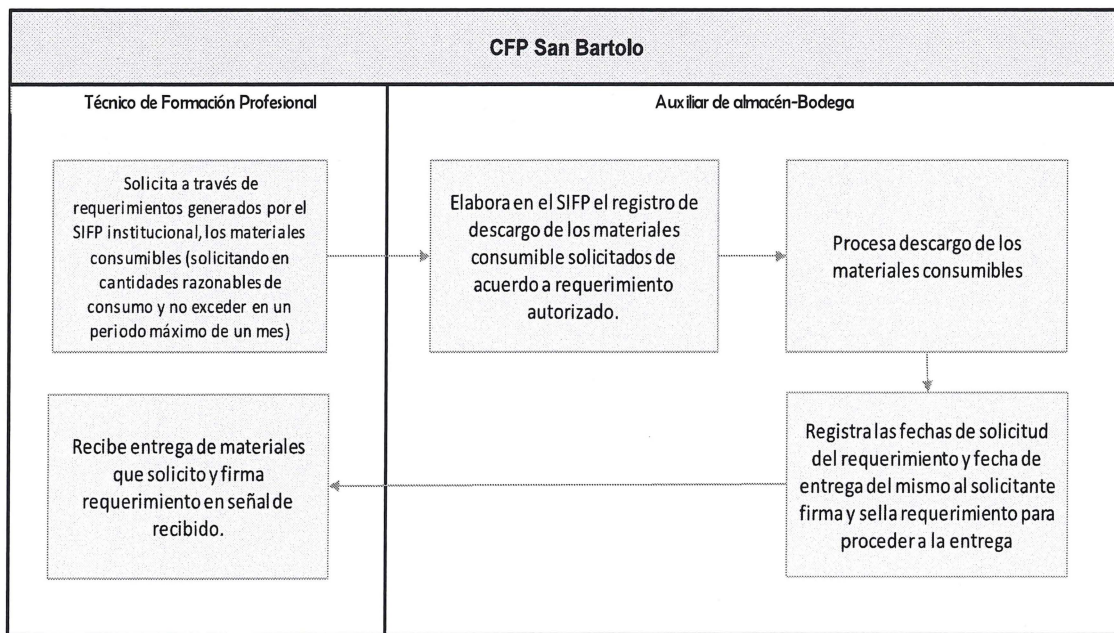 CFP San Bartolo
Técnico de Formación Profesional
Auxiliar de almacén-Bodega
Solicita a través de
requerimientos generados por el
SIFP institucional, los materiales
consumibles (solicitando en
cantidades razonables de
consumo y no exceder en un
periodo máximo de un mes)
Elabora en el SIFP el registro de
descargo de los materiales
consumible solicitados de
acuerdo a requerimiento
autorizado.
Procesa descargo de los
materiales consumibles
Registra las fechas de solicitud
del requerimiento y fecha de
entrega del mismo al solicitante
firma y sella requerimiento para
proceder a la entrega
Recibe entrega de materiales
que solicito y firma
requerimiento en señal de
recibido.